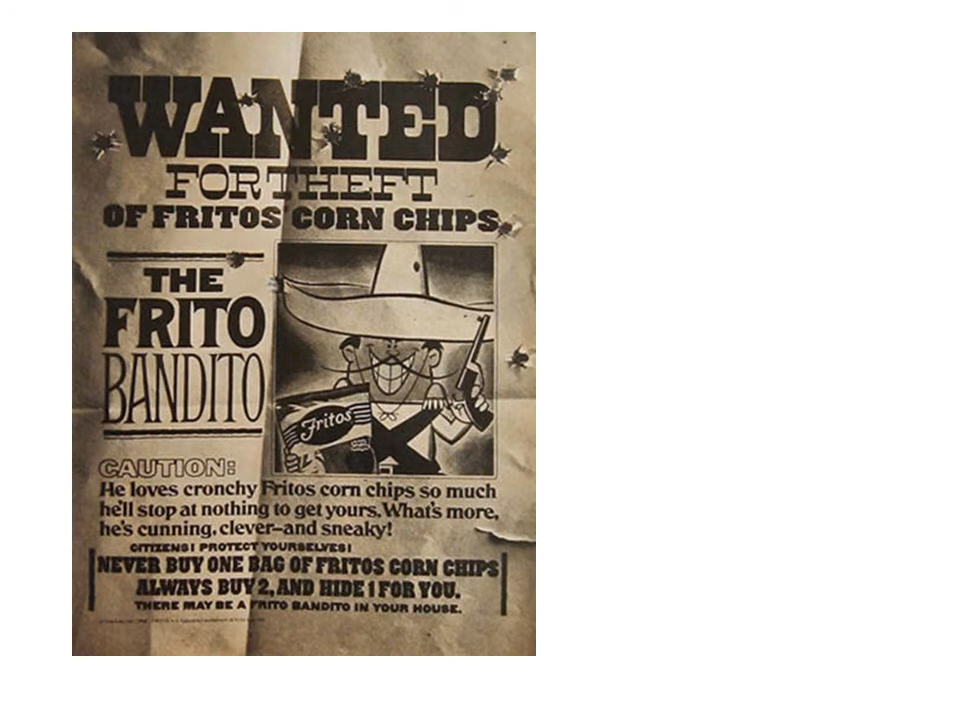 WANTED
FOR THEFT
OF FRITOS CORN CHIPS
THE
FRITO
BANDITO
Fritos
CAUTION:
He loves cronchy Fritos corn chips so much
he'll stop at nothing to get yours. What's more,
he's cunning, clever—and sneaky!
CITIZENS! PROTECT YOURSELVES!
NEVER BUY ONE BAG OF FRITOS CORN CHIPS
ALWAYS BUY 2, AND HIDE 1 FOR YOU.
THERE MAY BE A FRITO BANDITO IN YOUR HOUSE.